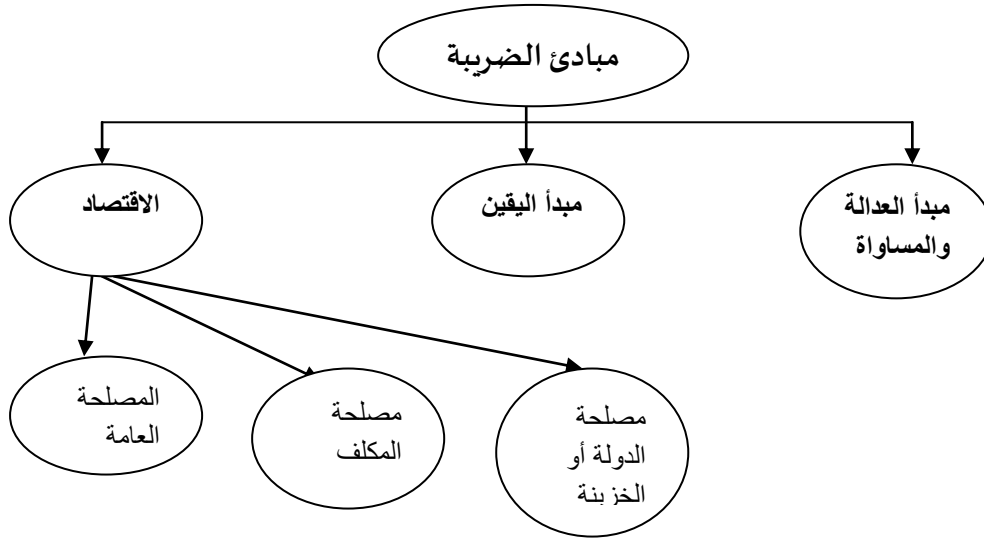 مبادئ الضريبة
مبدأ العدالة
والمساواة
مبدأ اليقين
الاقتصاد
مصلحة
الدولة أو
الخزينة
مصلحة
المكلف
المصلحة
العامة